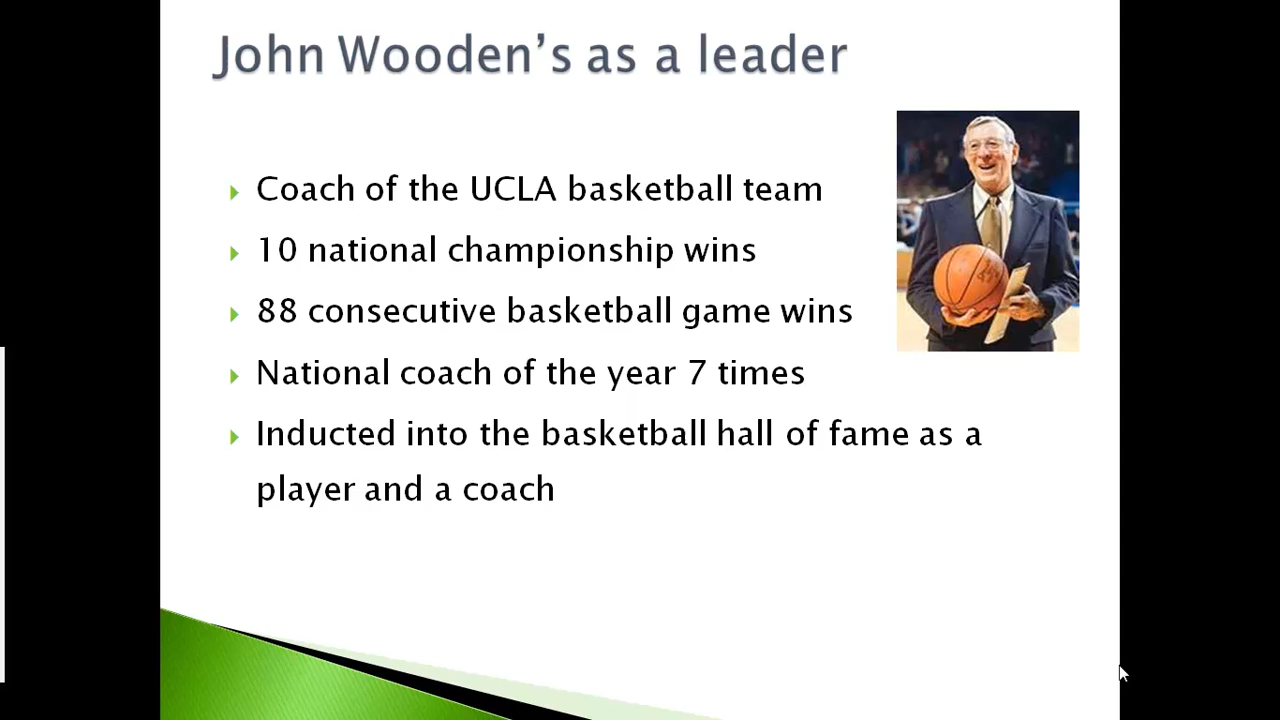 John Wooden’s as a leader
Coach of the UCLA basketball team
10 national championship wins
88 consecutive basketball game wins
National coach of the year 7 times
Inducted into the basketball hall of fame as a
player and a coach